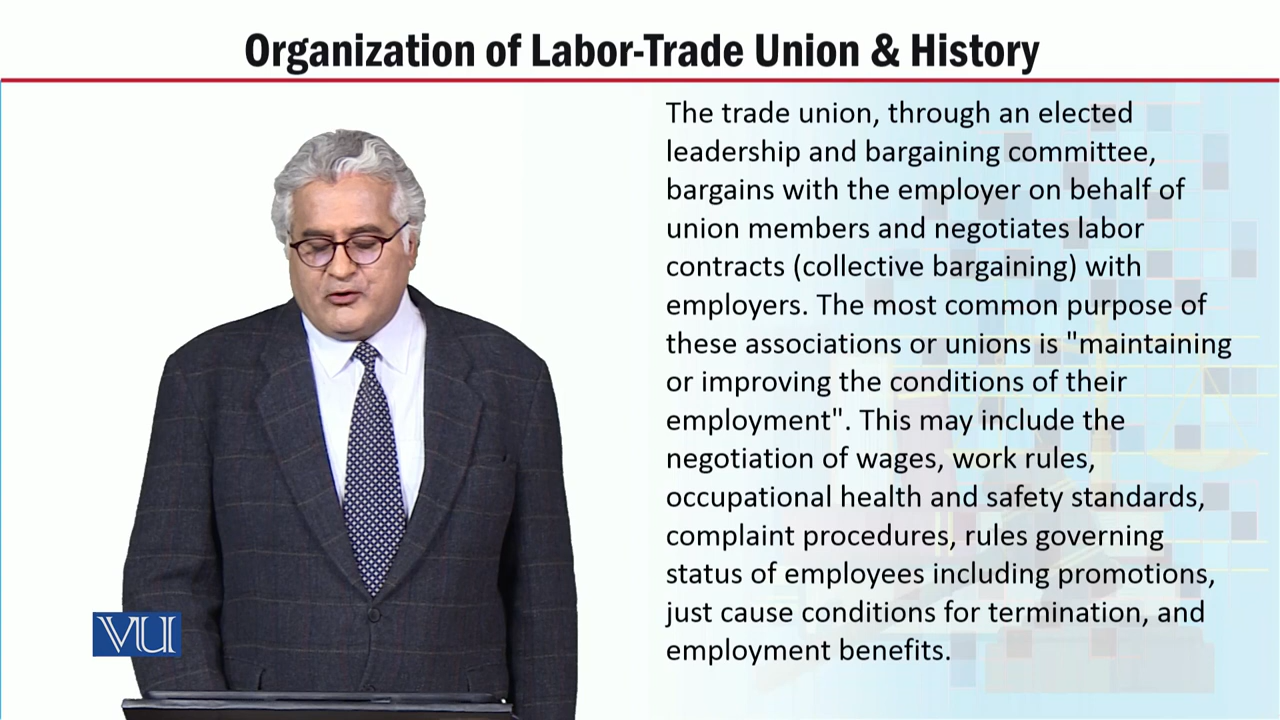 Organization of Labor-Trade Union & History
The trade union, through an elected
leadership and bargaining committee,
bargains with the employer on behalf of
union members and negotiates labor
contracts (collective bargaining) with
employers. The most common purpose of
these associations or unions is "maintaining
or improving the conditions of their
employment". This may include the
negotiation of wages, work rules,
occupational health and safety standards,
complaint procedures, rules governing
status of employees including promotions,
just cause conditions for termination, and
employment benefits.
VU